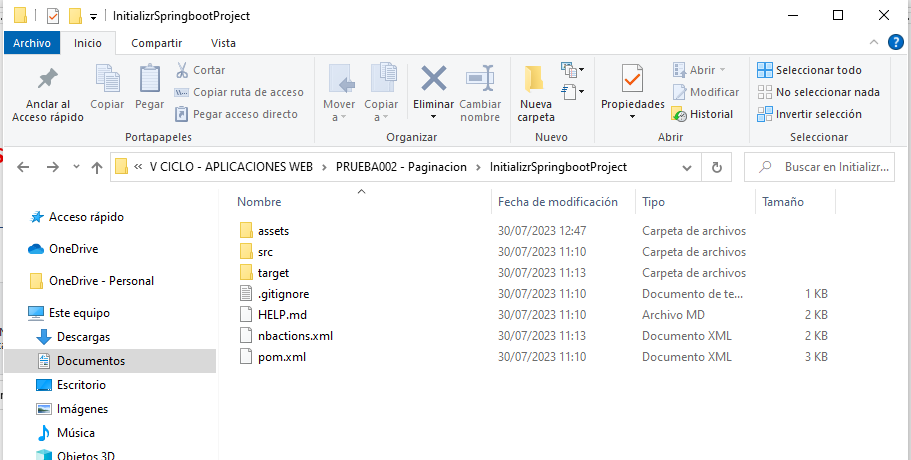 InitializrSpringbootProject
Archivo Inicio Compartir Vista
Anclar al Acceso rápido
Copiar
Pegar
Cortar
Copiar ruta de acceso
Pegar acceso directo
Portapapeles
Mover a
Copiar a
Eliminar
Cambiar nombre
Organizar
Nueva carpeta
Nuevo
Propiedades
Abrir
Modificar
Historial
Abrir
Seleccionar todo
No seleccionar nada
Invertir selección
Seleccionar
« V CICLO - APLICACIONES WEB > PRUEBA002 - Paginacion > InitializrSpringbootProject
Buscar en Initializr...
Acceso rápido
OneDrive
OneDrive - Personal
Este equipo
Descargas
Documentos
Escritorio
Imágenes
Música
Objetos 3D
Nombre Fecha de modificación Tipo Tamaño
assets 30/07/2023 12:47 Carpeta de archivos
src 30/07/2023 11:10 Carpeta de archivos
target 30/07/2023 11:13 Carpeta de archivos
.gitignore 30/07/2023 11:10 Documento de te... 1 KB
HELP.md 30/07/2023 11:10 Archivo MD 2 KB
nbactions.xml 30/07/2023 11:13 Documento XML 2 KB
pom.xml 30/07/2023 11:10 Documento XML 3 KB